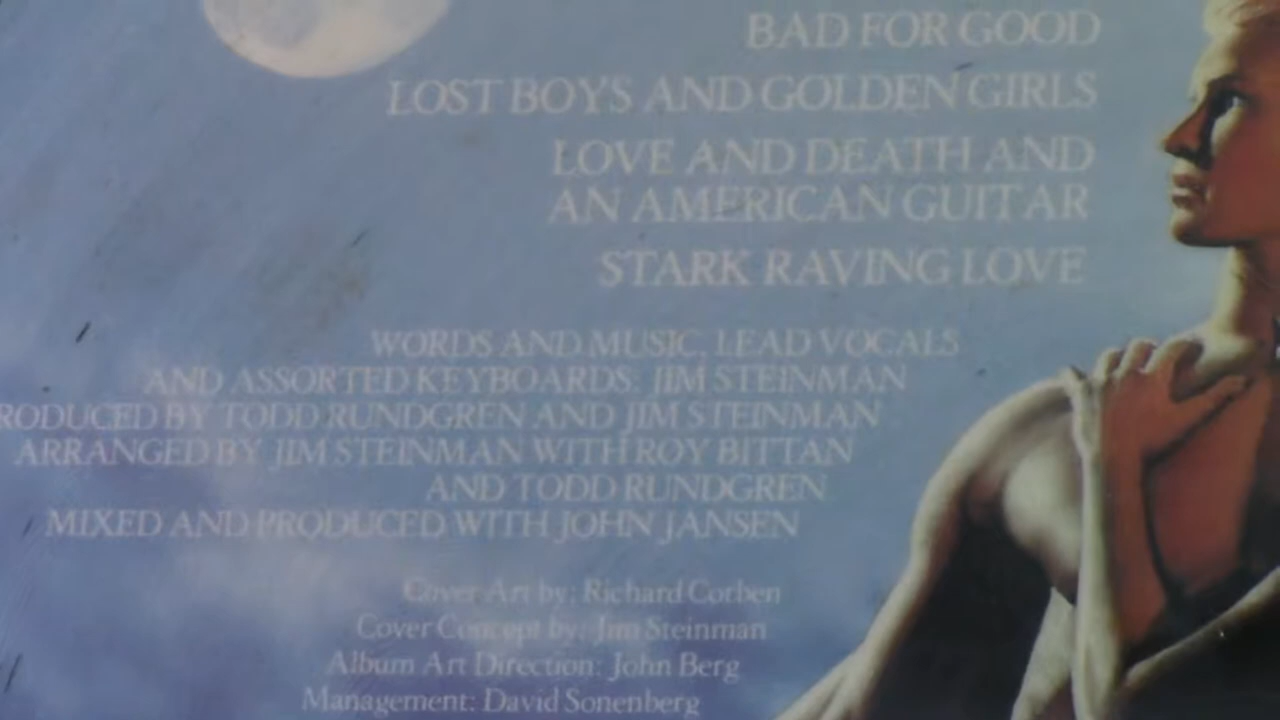 BAD FOR GOOD
LOST BOYS AND GOLDEN GIRLS
LOVE AND DEATH AND
AN AMERICAN GUITAR
STARK RAVING LOVE
WORDS AND MUSIC, LEAD VOCALS
AND ASSORTED KEYBOARDS: JIM STEINMAN
RODUCED BY TODD RUNDGREN AND JIM STEINMAN
ARRANGED BY JIM STEINMAN WITH ROY BITTAN
AND TODD RUNDGREN
MIXED AND PRODUCED WITH JOHN JANSEN
Cover Art by: Richard Corben
Cover Concept by: Jim Steinman
Album Art Direction: John Berg
Management: David Sonenberg